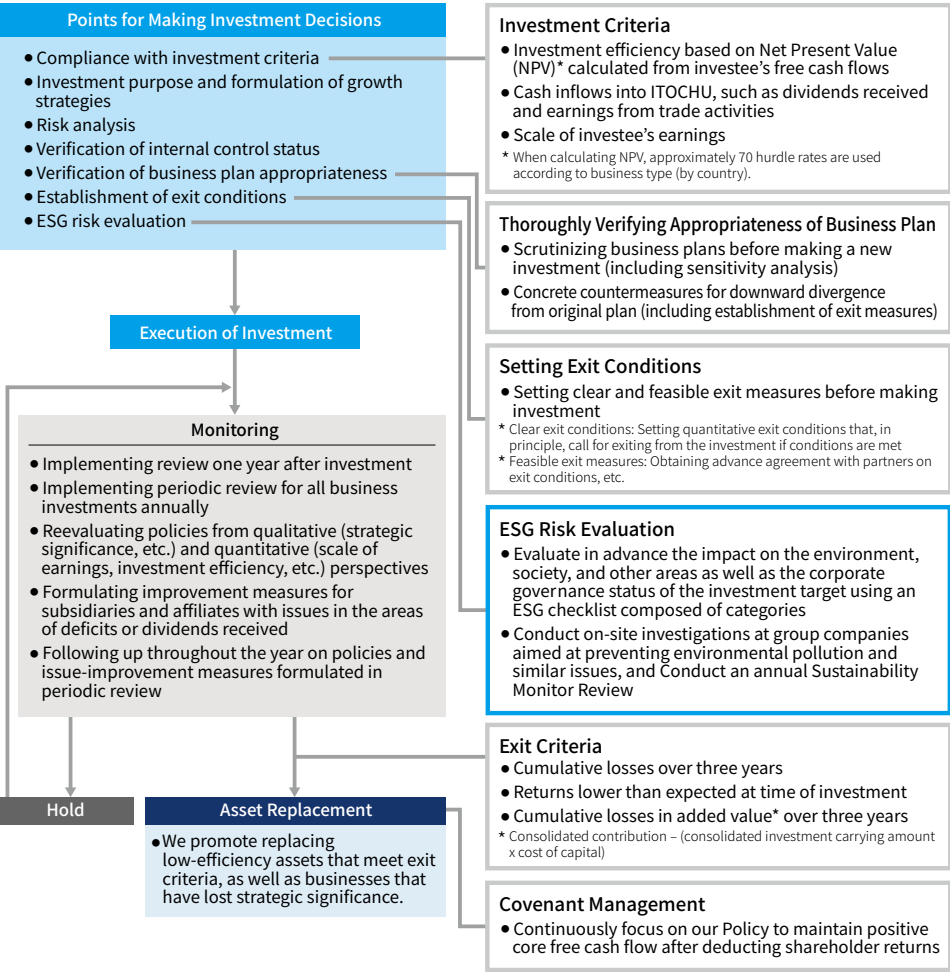 Points for Making Investment Decisions
● Compliance with investment criteria
● Investment purpose and formulation of growth
strategies
● Risk analysis
● Verification of internal control status
● Verification of business plan appropriateness
● Establishment of exit conditions
● ESG risk evaluation
Execution of Investment
Monitoring
● Implementing review one year after investment
● Implementing periodic review for all business
investments annually
● Reevaluating policies from qualitative (strategic
significance, etc.) and quantitative (scale of
earnings, investment efficiency, etc.) perspectives
● Formulating improvement measures for
subsidiaries and affiliates with issues in the areas
of deficits or dividends received
● Following up throughout the year on policies and
issue-improvement measures formulated in
periodic review
Hold
Asset Replacement
● We promote replacing
low-efficiency assets that meet exit
criteria, as well as businesses that
have lost strategic significance.
Investment Criteria
● Investment efficiency based on Net Present Value
(NPV)* calculated from investee's free cash flows
● Cash inflows into ITOCHU, such as dividends received
and earnings from trade activities
● Scale of investee's earnings
* When calculating NPV, approximately 70 hurdle rates are used
according to business type (by country).
Thoroughly Verifying Appropriateness of Business Plan
● Scrutinizing business plans before making a new
investment (including sensitivity analysis)
● Concrete countermeasures for downward divergence
from original plan (including establishment of exit measures)
Setting Exit Conditions
● Setting clear and feasible exit measures before making
investment
* Clear exit conditions: Setting quantitative exit conditions that, in
principle, call for exiting from the investment if conditions are met
* Feasible exit measures: Obtaining advance agreement with partners on
exit conditions, etc.
ESG Risk Evaluation
● Evaluate in advance the impact on the environment,
society, and other areas as well as the corporate
governance status of the investment target using an
ESG checklist composed of categories
● Conduct on-site investigations at group companies
aimed at preventing environmental pollution and
similar issues, and Conduct an annual Sustainability
Monitor Review
Exit Criteria
● Cumulative losses over three years
● Returns lower than expected at time of investment
● Cumulative losses in added value* over three years
* Consolidated contribution – (consolidated investment carrying amount
x cost of capital)
Covenant Management
● Continuously focus on our Policy to maintain positive
core free cash flow after deducting shareholder returns